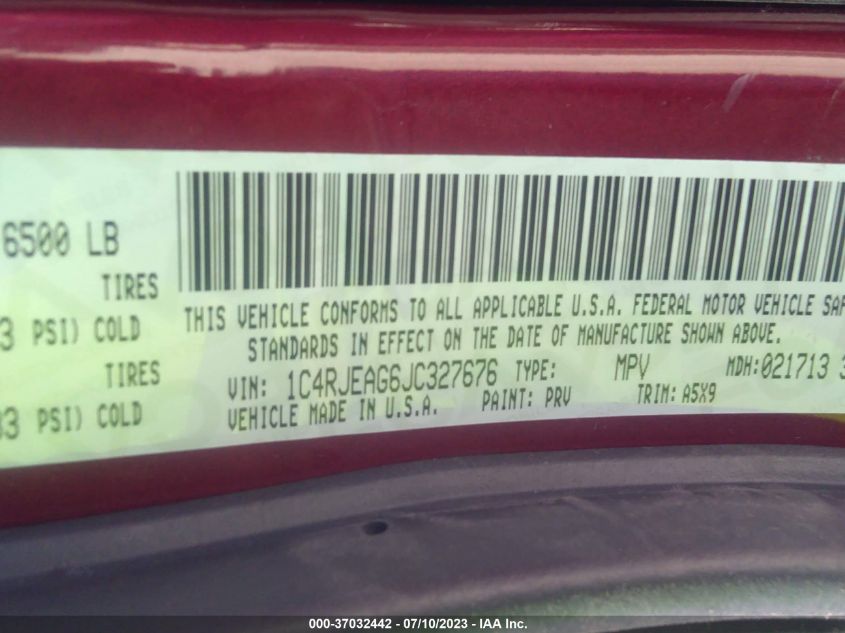 6500 LB
TIRES
3 PSI) COLD
TIRES
33 PSI) COLD
THIS VEHICLE CONFORMS TO ALL APPLICABLE U.S.A. FEDERAL MOTOR VEHICLE SAF
STANDARDS IN EFFECT ON THE DATE OF MANUFACTURE SHOWN ABOVE.
VIN: 1C4RJEAG6JC327676 TYPE: MPV MDH:021713 3
VEHICLE MADE IN U.S.A. PAINT: PRV TRIM: A5X9
000-37032442 - 07/10/2023 - IAA Inc.